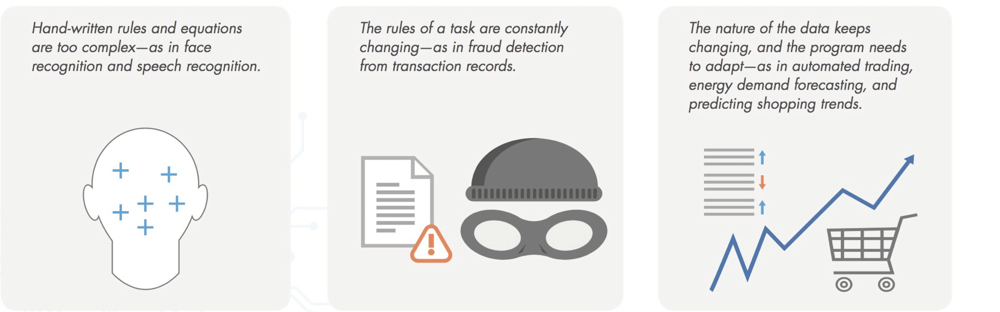 Hand-written rules and equations
are too complex—as in face
recognition and speech recognition.
The rules of a task are constantly
changing—as in fraud detection
from transaction records.
The nature of the data keeps
changing, and the program needs
to adapt—as in automated trading,
energy demand forecasting, and
predicting shopping trends.